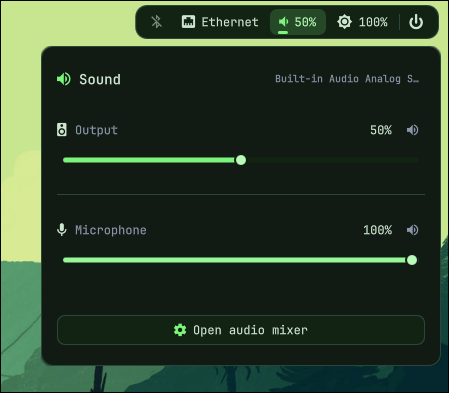 Ethernet 50% 100%
Sound Built-in Audio Analog S…
Output 50%
Microphone 100%
Open audio mixer